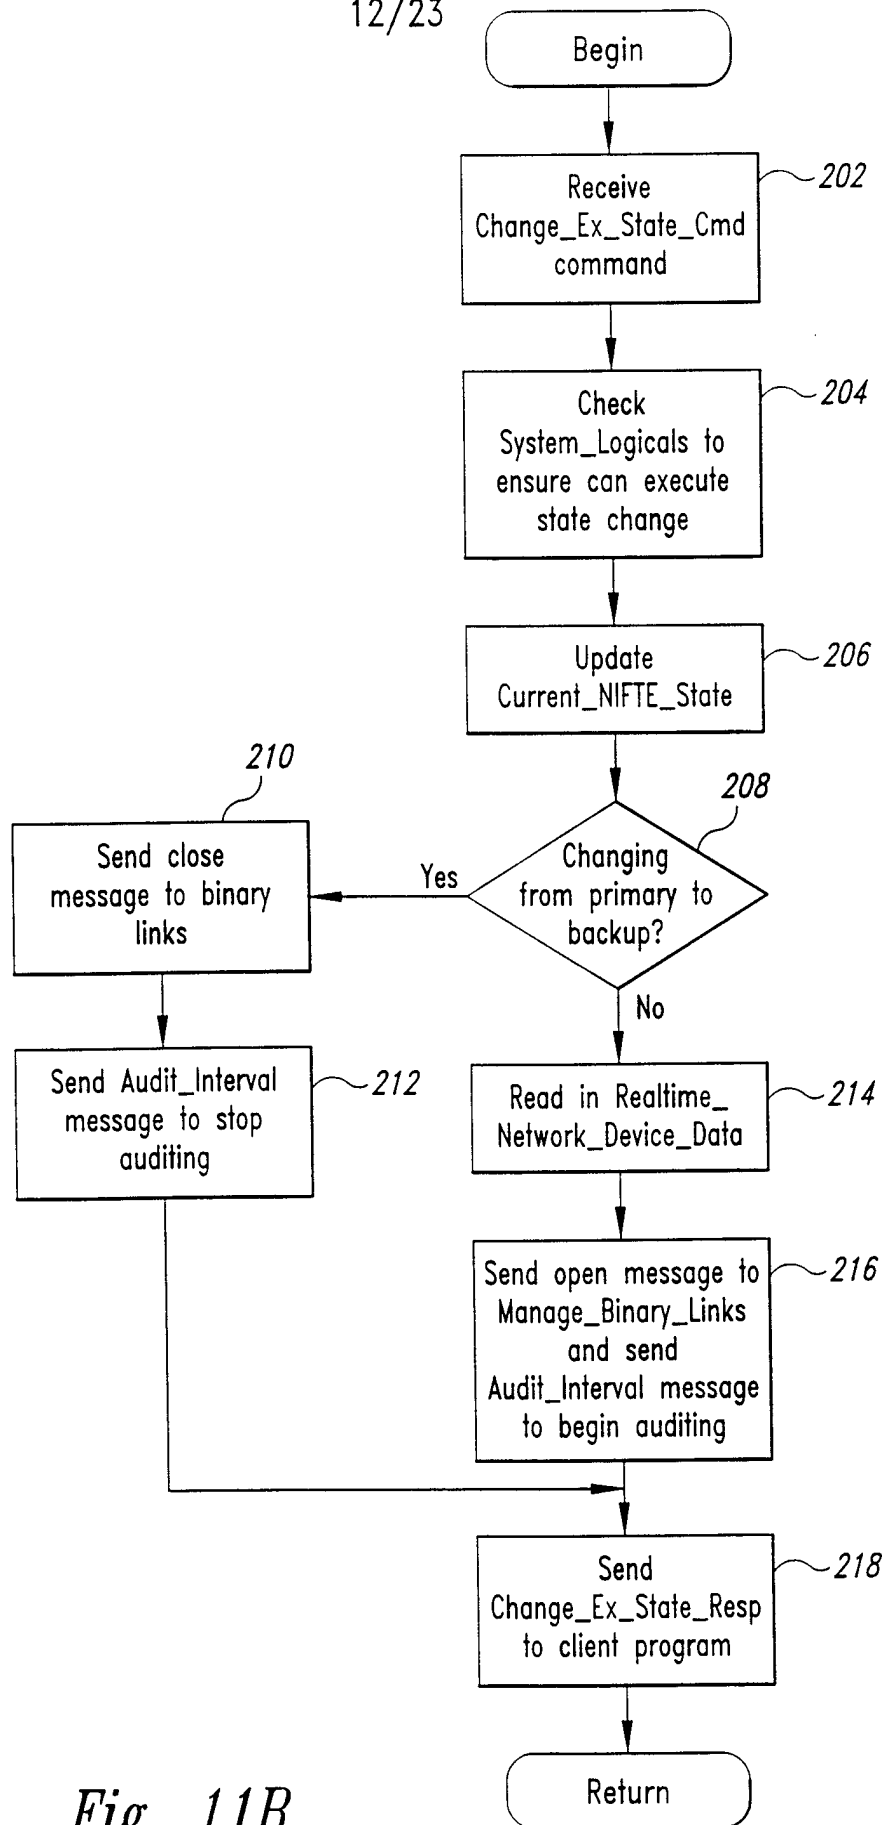 12/23
Begin
Receive
Change_Ex_State_Cmd
command
202
Check
System_Logicals to
ensure can execute
state change
204
Update
Current_NIFTE_State
206
208
Changing
from primary to
backup?
Yes
No
210
Send close
message to binary
links
Send Audit_Interval
message to stop
auditing
212
Read in Realtime_
Network_Device_Data
214
Send open message to
Manage_Binary_Links
and send
Audit_Interval message
to begin auditing
216
Send
Change_Ex_State_Resp
to client program
218
Return
Fig. 11B